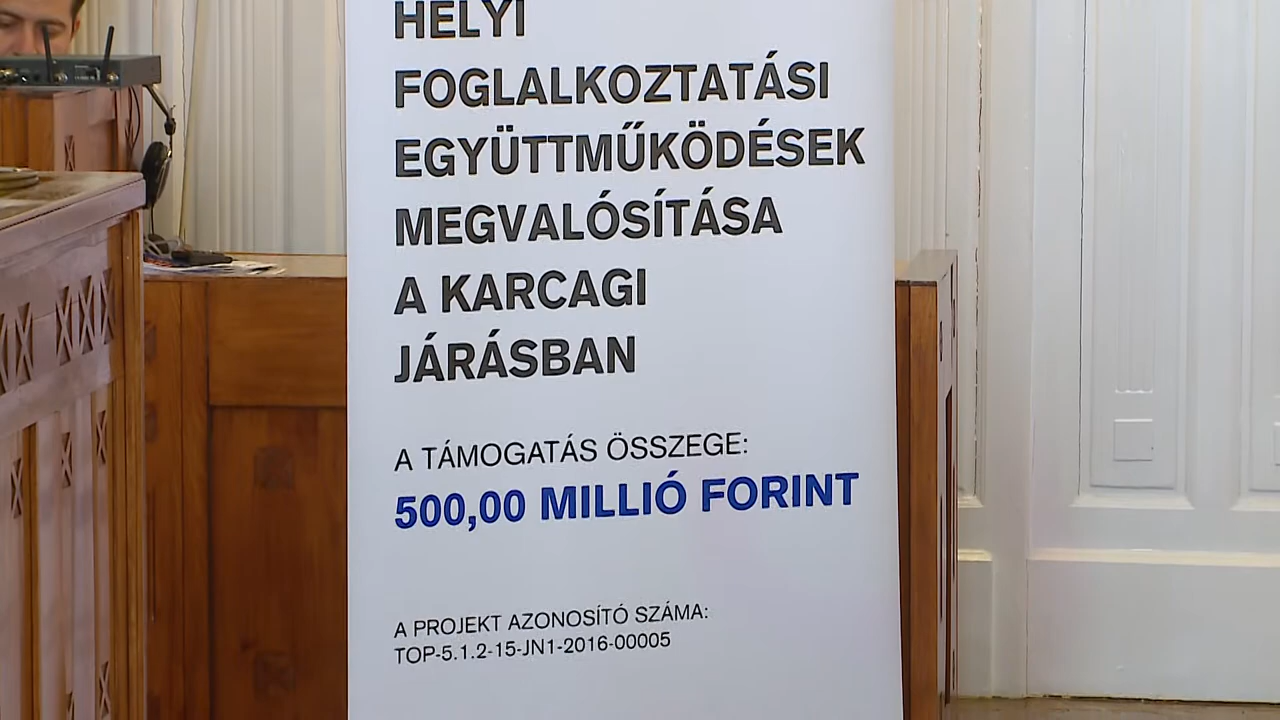 HELYI
FOGLALKOZTATÁSI
EGYÜTTMŰKÖDÉSEK
MEGVALÓSÍTÁSA
A KARCAGI
JÁRÁSBAN
A TÁMOGATÁS ÖSSZEGE:
500,00 MILLIÓ FORINT
A PROJEKT AZONOSÍTÓ SZÁMA:
TOP-5.1.2-15-JN1-2016-00005